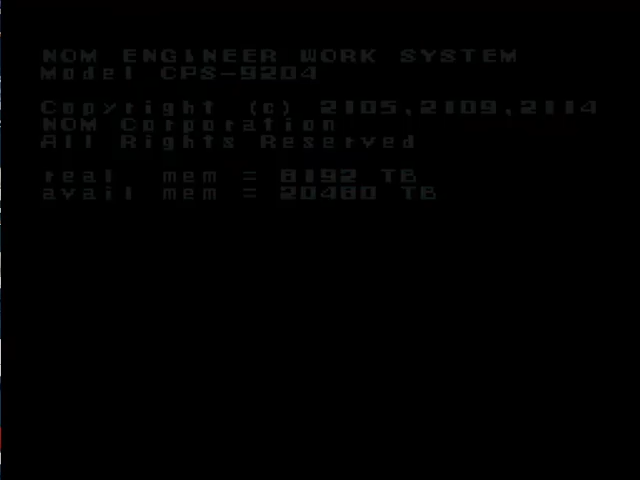 NOM ENGINEER WORK SYSTEM
Model CPS-9204
Copyright (c) 2105,2109,2114
NOM Corporation
All Rights Reserved
real mem = 8192 TB
avail mem = 20480 TB